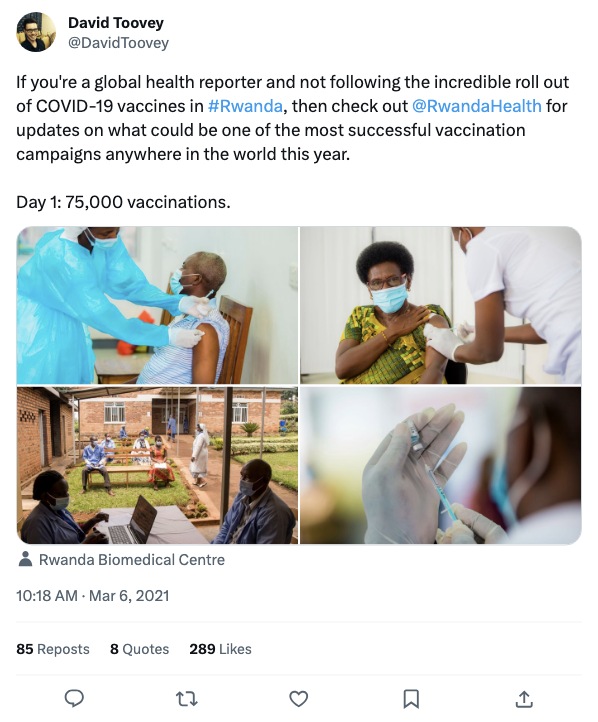 David Toovey
@DavidToovey
If you're a global health reporter and not following the incredible roll out
of COVID-19 vaccines in #Rwanda, then check out @RwandaHealth for
updates on what could be one of the most successful vaccination
campaigns anywhere in the world this year.
Day 1: 75,000 vaccinations.
Rwanda Biomedical Centre
10:18 AM · Mar 6, 2021
85 Reposts 8 Quotes 289 Likes